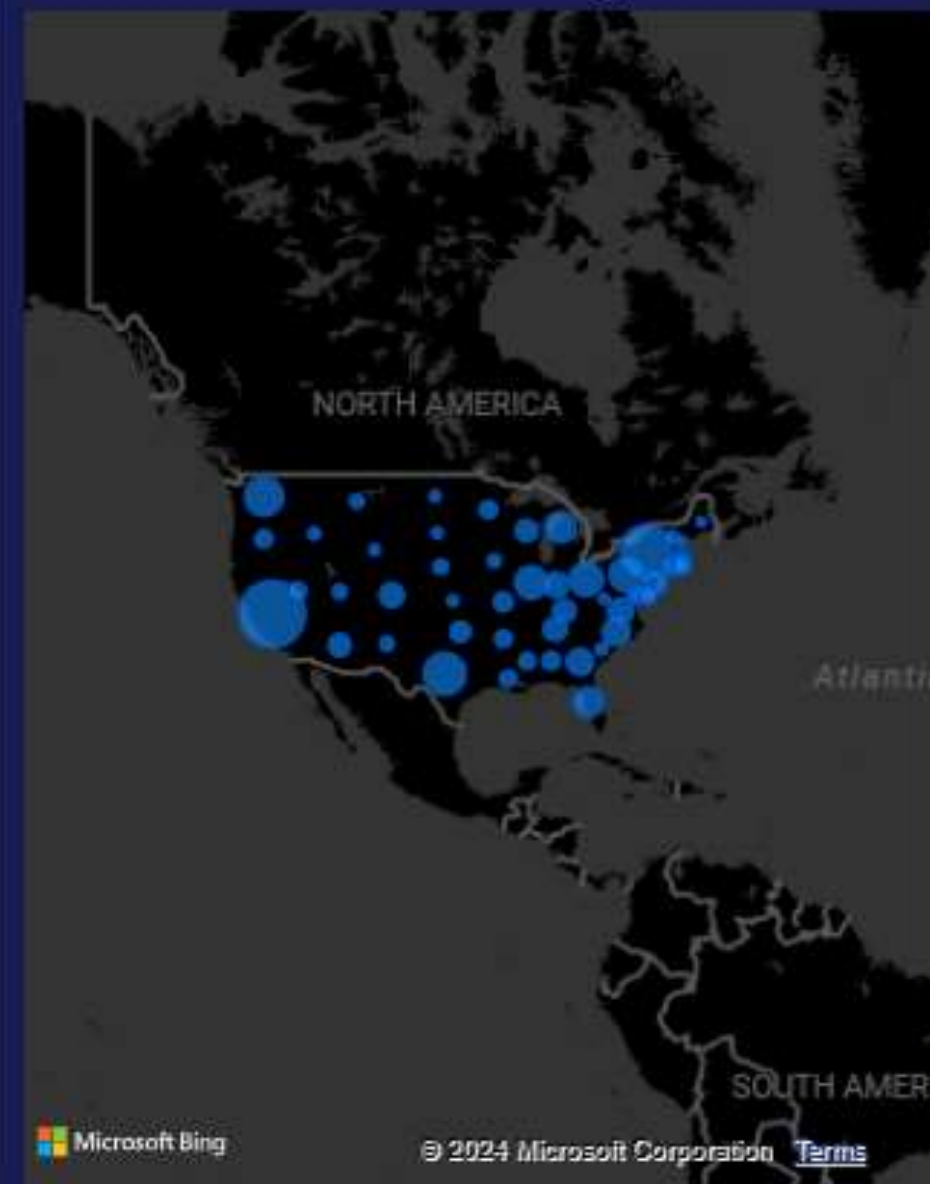 NORTH AMERICA
Atlanti
SOUTH AMER
Microsoft Bing
© 2024 Microsoft Corporation Terms